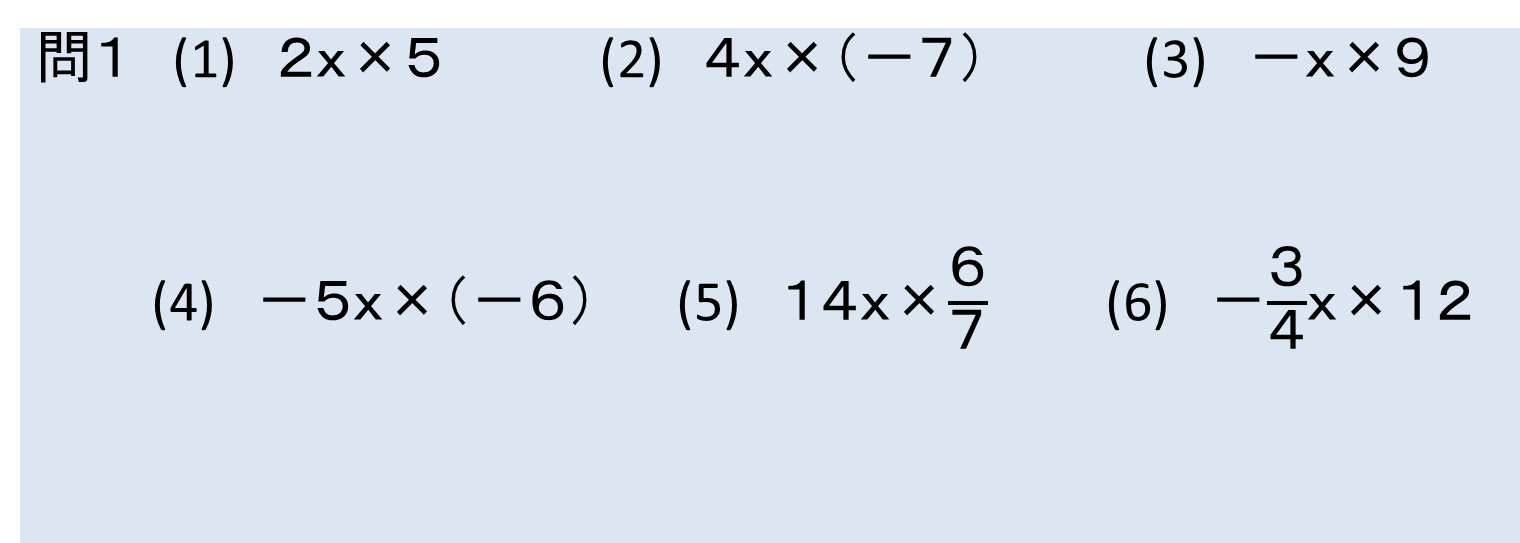 問1 (1) 2x×5 (2) 4x×(−7) (3) −x×9
(4) −5x×(−6) (5) 14x×6/7 (6) −3/4x×12